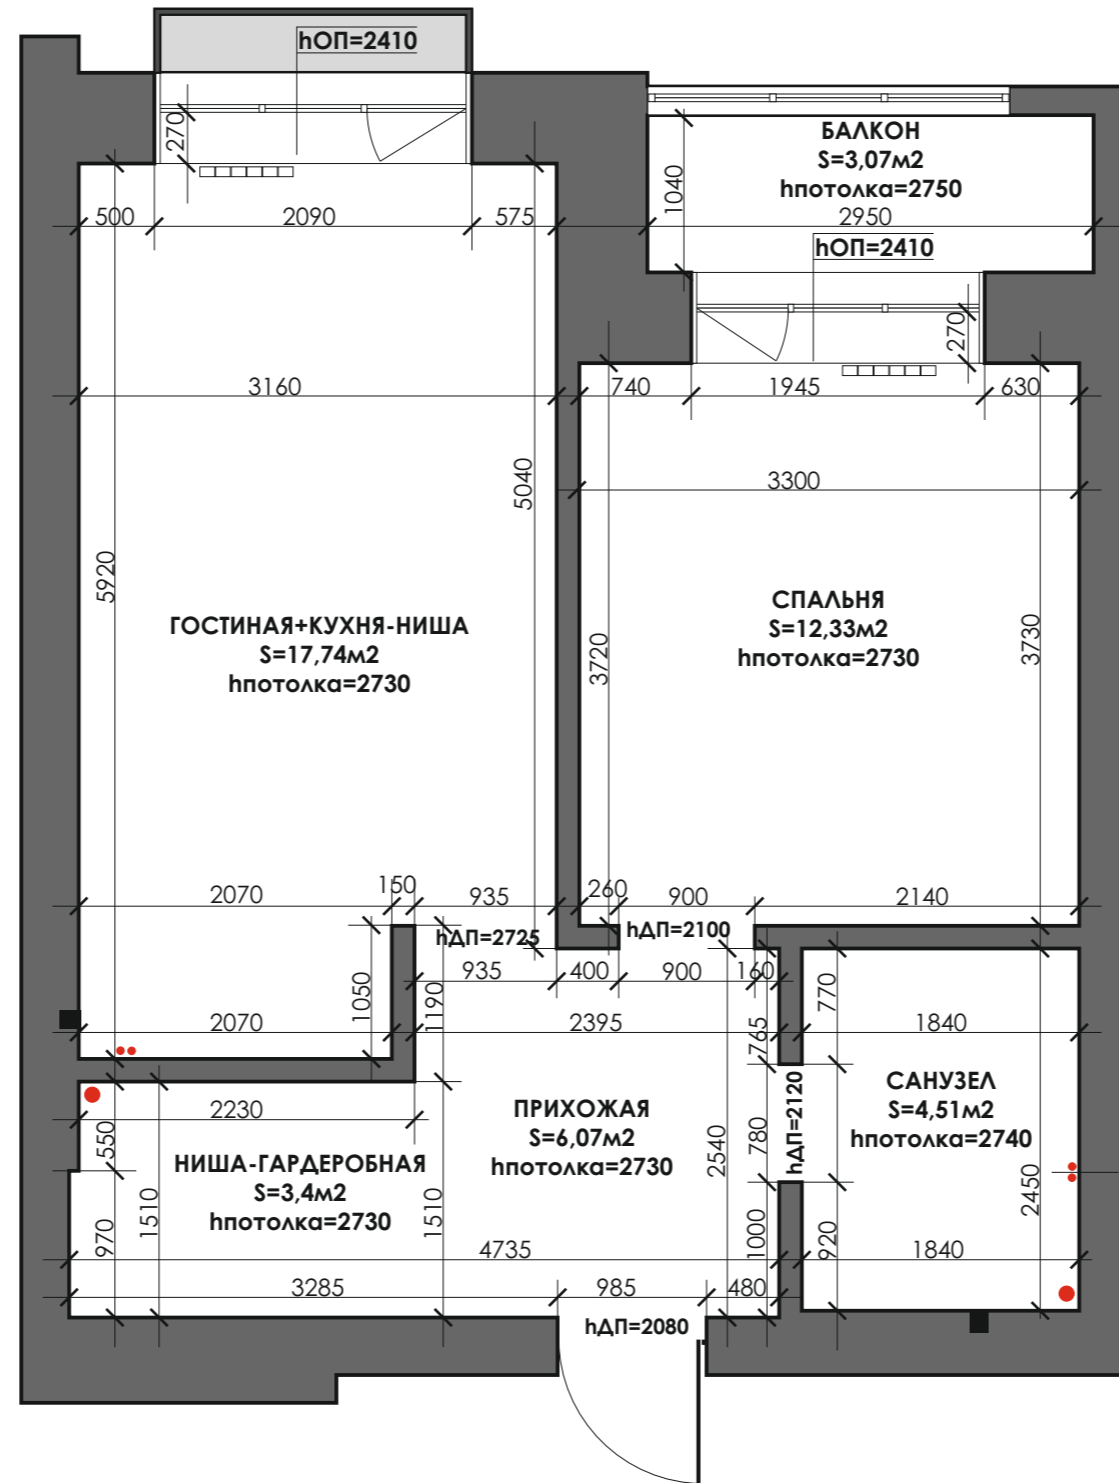 hОП=2410
270
500
2090
575
БАЛКОН
S=3,07м2
hпотолка=2750
1040
2950
hОП=2410
270
3160
740
1945
630
5040
3300
5920
ГОСТИНАЯ+КУХНЯ-НИША
S=17,74м2
hпотолка=2730
СПАЛЬНЯ
S=12,33м2
hпотолка=2730
3720
3730
2070
150
935
260
900
2140
hДП=2725
hДП=2100
935
400
900
160
1050
1190
770
2070
2395
765
1840
2230
550
ПРИХОЖАЯ
S=6,07м2
hпотолка=2730
2540
780
hДП=2120
САНУЗЕЛ
S=4,51м2
hпотолка=2740
НИША-ГАРДЕРОБНАЯ
S=3,4м2
hпотолка=2730
970
1510
1510
1000
920
2450
4735
1840
3285
985
480
hДП=2080